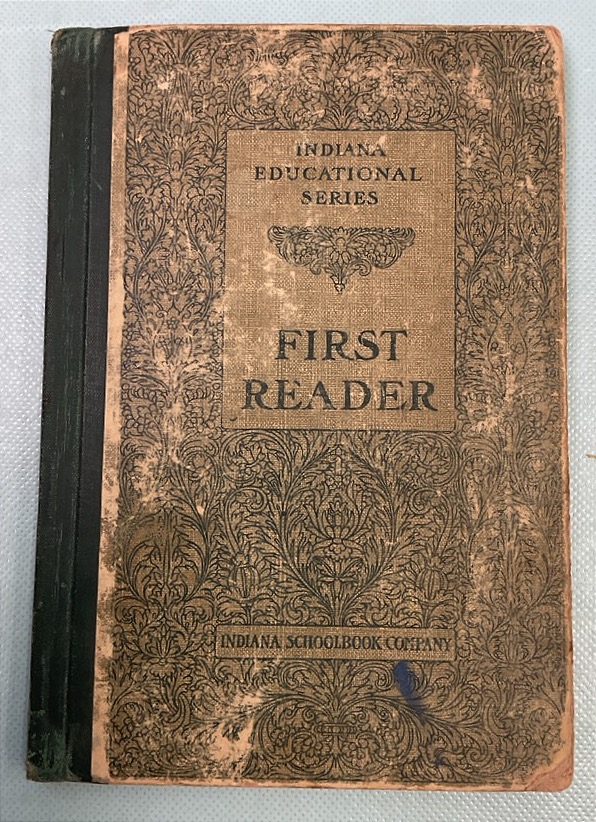 INDIANA
EDUCATIONAL
SERIES
FIRST
READER
INDIANA SCHOOLBOOK COMPANY